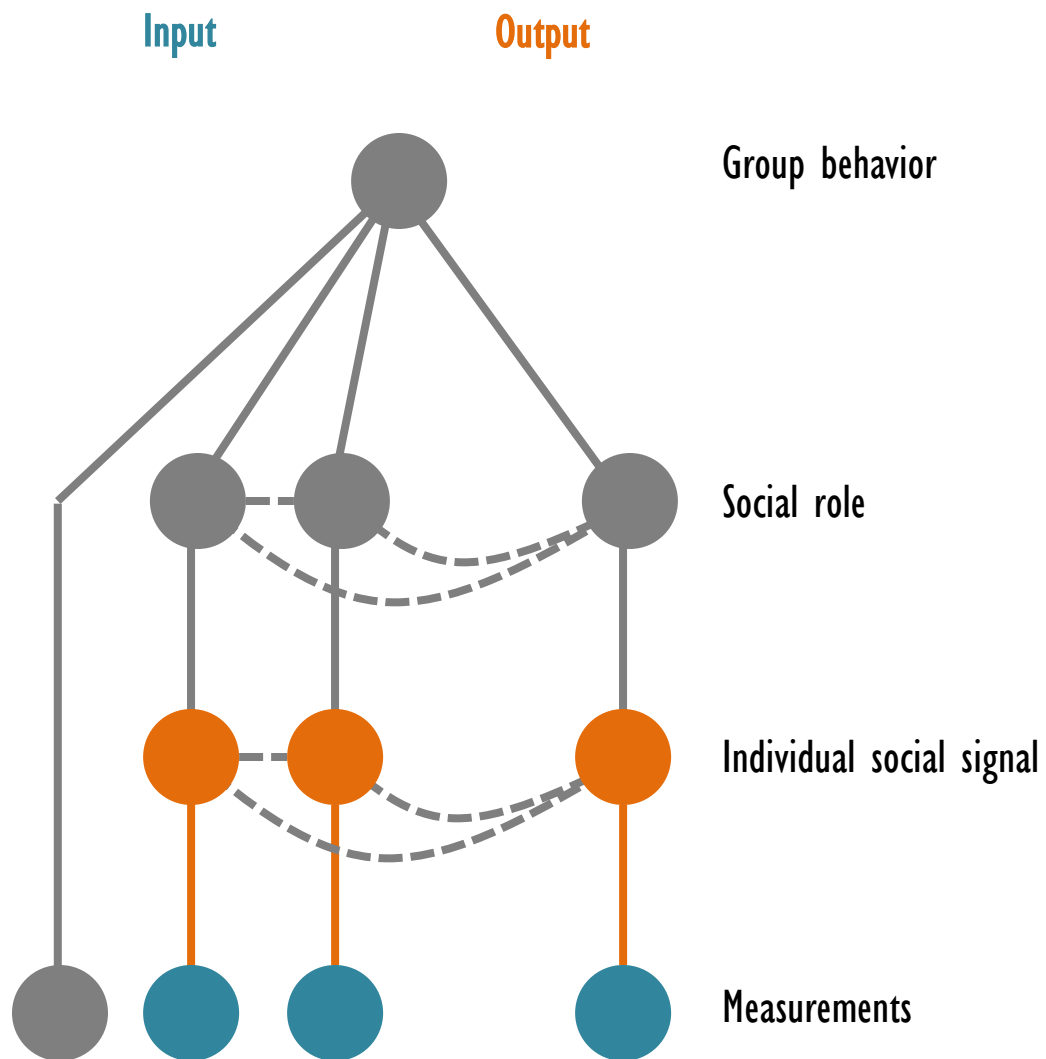 Input
Output
Group behavior
Social role
Individual social signal
Measurements